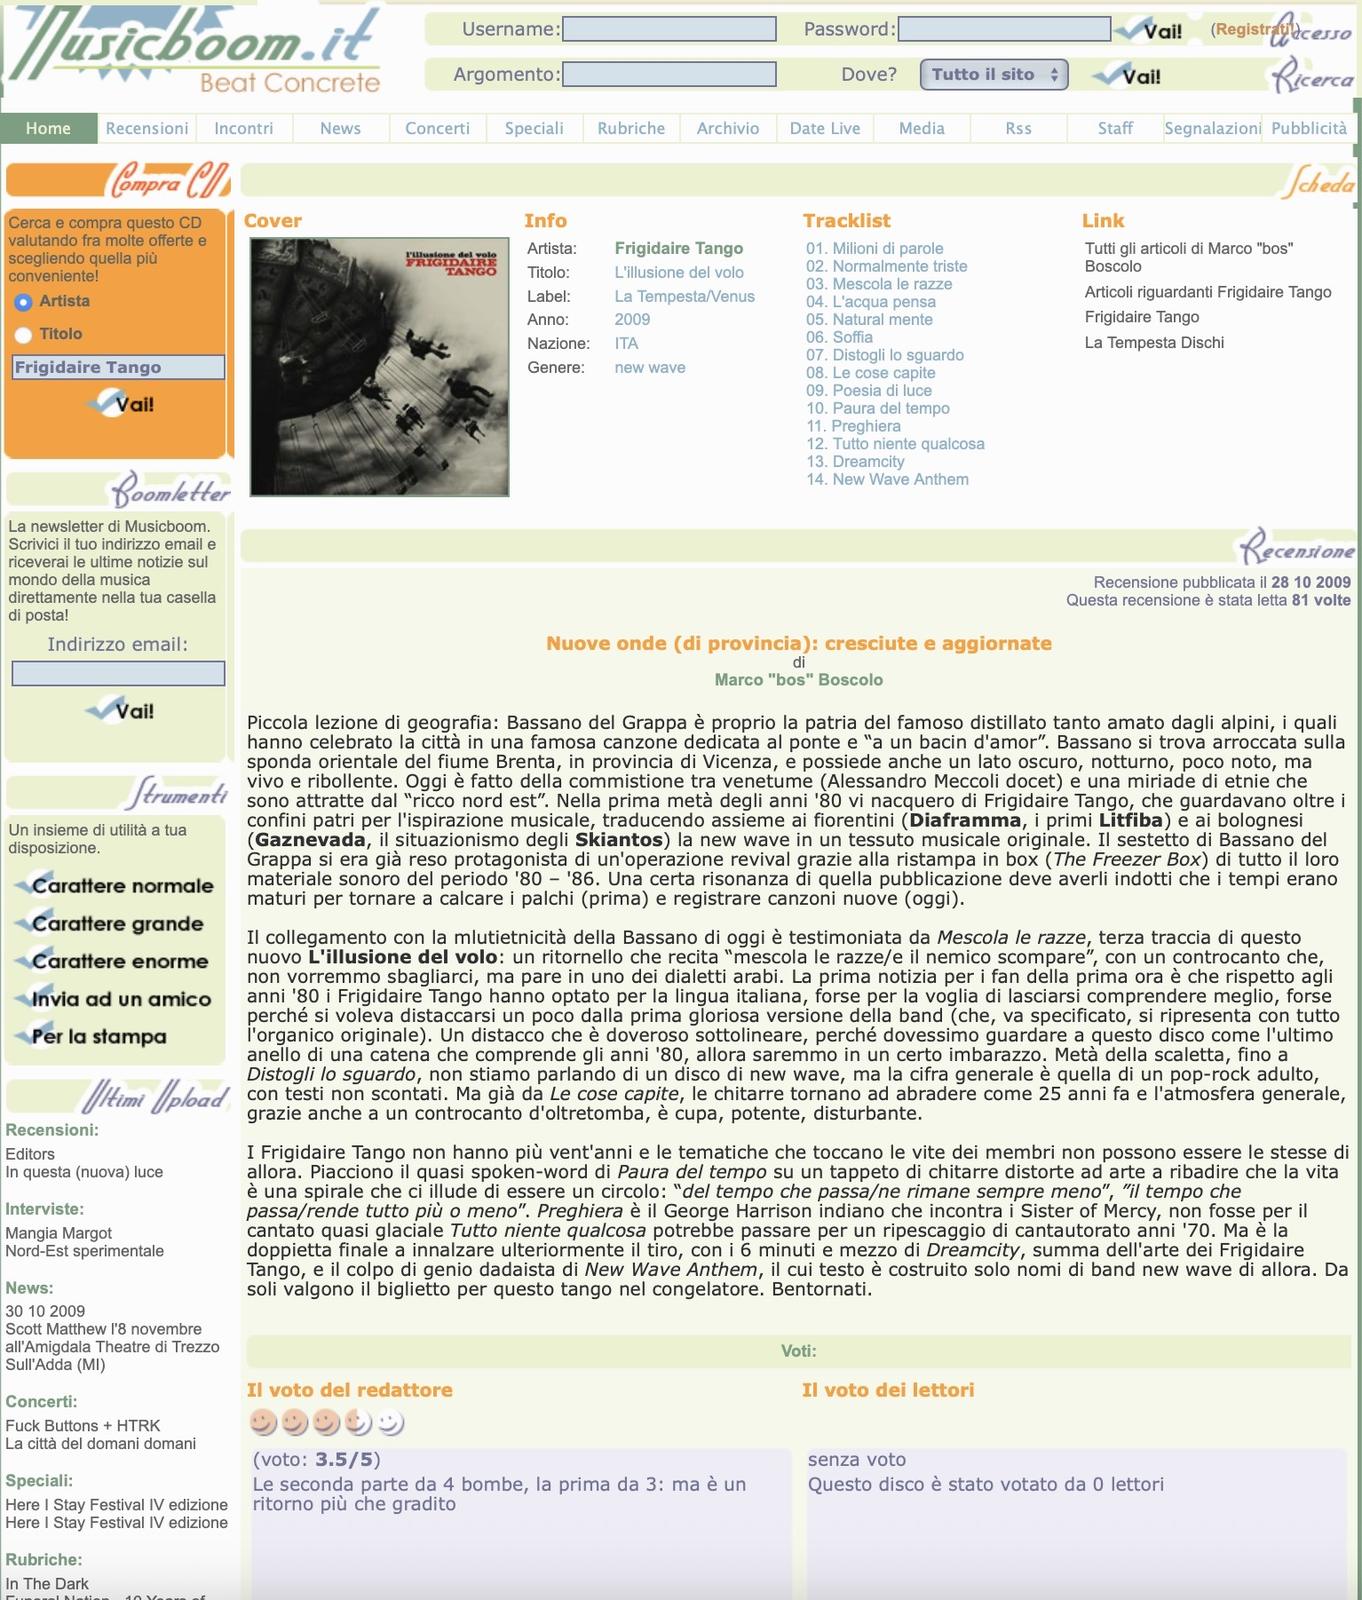 Musicboom.it
Beat Concrete
Username:
Password:
Vai!
(Registrati!)
Accesso
Argomento:
Dove?
Tutto il sito
Vai!
Ricerca
Home
Recensioni
Incontri
News
Concerti
Speciali
Rubriche
Archivio
Date Live
Media
Rss
Staff
Segnalazioni
Pubblicità
Compra CD
Cerca e compra questo CD
valutando fra molte offerte e
scegliendo quella più
conveniente!
Artista
Titolo
Frigidaire Tango
Vai!
Boomletter
La newsletter di Musicboom.
Scrivici il tuo indirizzo email e
riceverai le ultime notizie sul
mondo della musica
direttamente nella tua casella
di posta!
Indirizzo email:
Vai!
Strumenti
Un insieme di utilità a tua
disposizione.
Carattere normale
Carattere grande
Carattere enorme
Invia ad un amico
Per la stampa
Ultimi Upload
Recensioni:
Editors
In questa (nuova) luce
Interviste:
Mangia Margot
Nord-Est sperimentale
News:
30 10 2009
Scott Matthew l'8 novembre
all'Amigdala Theatre di Trezzo
Sull'Adda (MI)
Concerti:
Fuck Buttons + HTRK
La città del domani domani
Speciali:
Here I Stay Festival IV edizione
Here I Stay Festival IV edizione
Rubriche:
In The Dark
Funeral Nation - 10 Years of
Scheda
Cover
l'illusione del volo
FRIGIDAIRE
TANGO
Info
Artista: Frigidaire Tango
Titolo: L'illusione del volo
Label: La Tempesta/Venus
Anno: 2009
Nazione: ITA
Genere: new wave
Tracklist
01. Milioni di parole
02. Normalmente triste
03. Mescola le razze
04. L'acqua pensa
05. Natural mente
06. Soffia
07. Distogli lo sguardo
08. Le cose capite
09. Poesia di luce
10. Paura del tempo
11. Preghiera
12. Tutto niente qualcosa
13. Dreamcity
14. New Wave Anthem
Link
Tutti gli articoli di Marco "bos"
Boscolo
Articoli riguardanti Frigidaire Tango
Frigidaire Tango
La Tempesta Dischi
Recensione
Recensione pubblicata il 28 10 2009
Questa recensione è stata letta 81 volte
Nuove onde (di provincia): cresciute e aggiornate
di
Marco "bos" Boscolo
Piccola lezione di geografia: Bassano del Grappa è proprio la patria del famoso distillato tanto amato dagli alpini, i quali
hanno celebrato la città in una famosa canzone dedicata al ponte e “a un bacin d'amor”. Bassano si trova arroccata sulla
sponda orientale del fiume Brenta, in provincia di Vicenza, e possiede anche un lato oscuro, notturno, poco noto, ma
vivo e ribollente. Oggi è fatto della commistione tra venetume (Alessandro Meccoli docet) e una miriade di etnie che
sono attratte dal “ricco nord est”. Nella prima metà degli anni '80 vi nacquero di Frigidaire Tango, che guardavano oltre i
confini patri per l'ispirazione musicale, traducendo assieme ai fiorentini (Diaframma, i primi Litfiba) e ai bolognesi
(Gaznevada, il situazionismo degli Skiantos) la new wave in un tessuto musicale originale. Il sestetto di Bassano del
Grappa si era già reso protagonista di un'operazione revival grazie alla ristampa in box (The Freezer Box) di tutto il loro
materiale sonoro del periodo '80 – '86. Una certa risonanza di quella pubblicazione deve averli indotti che i tempi erano
maturi per tornare a calcare i palchi (prima) e registrare canzoni nuove (oggi).
Il collegamento con la mlutietnicità della Bassano di oggi è testimoniata da Mescola le razze, terza traccia di questo
nuovo L'illusione del volo: un ritornello che recita “mescola le razze/e il nemico scompare”, con un controcanto che,
non vorremmo sbagliarci, ma pare in uno dei dialetti arabi. La prima notizia per i fan della prima ora è che rispetto agli
anni '80 i Frigidaire Tango hanno optato per la lingua italiana, forse per la voglia di lasciarsi comprendere meglio, forse
perché si voleva distaccarsi un poco dalla prima gloriosa versione della band (che, va specificato, si ripresenta con tutto
l'organico originale). Un distacco che è doveroso sottolineare, perché dovessimo guardare a questo disco come l'ultimo
anello di una catena che comprende gli anni '80, allora saremmo in un certo imbarazzo. Metà della scaletta, fino a
Distogli lo sguardo, non stiamo parlando di un disco di new wave, ma la cifra generale è quella di un pop-rock adulto,
con testi non scontati. Ma già da Le cose capite, le chitarre tornano ad abradere come 25 anni fa e l'atmosfera generale,
grazie anche a un controcanto d'oltretomba, è cupa, potente, disturbante.
I Frigidaire Tango non hanno più vent'anni e le tematiche che toccano le vite dei membri non possono essere le stesse di
allora. Piacciono il quasi spoken-word di Paura del tempo su un tappeto di chitarre distorte ad arte a ribadire che la vita
è una spirale che ci illude di essere un circolo: “del tempo che passa/ne rimane sempre meno”, ”il tempo che
passa/rende tutto più o meno”. Preghiera è il George Harrison indiano che incontra i Sister of Mercy, non fosse per il
cantato quasi glaciale Tutto niente qualcosa potrebbe passare per un ripescaggio di cantautorato anni '70. Ma è la
doppietta finale a innalzare ulteriormente il tiro, con i 6 minuti e mezzo di Dreamcity, summa dell'arte dei Frigidaire
Tango, e il colpo di genio dadaista di New Wave Anthem, il cui testo è costruito solo nomi di band new wave di allora. Da
soli valgono il biglietto per questo tango nel congelatore. Bentornati.
Voti:
Il voto del redattore
(voto: 3.5/5)
Le seconda parte da 4 bombe, la prima da 3: ma è un
ritorno più che gradito
Il voto dei lettori
senza voto
Questo disco è stato votato da 0 lettori